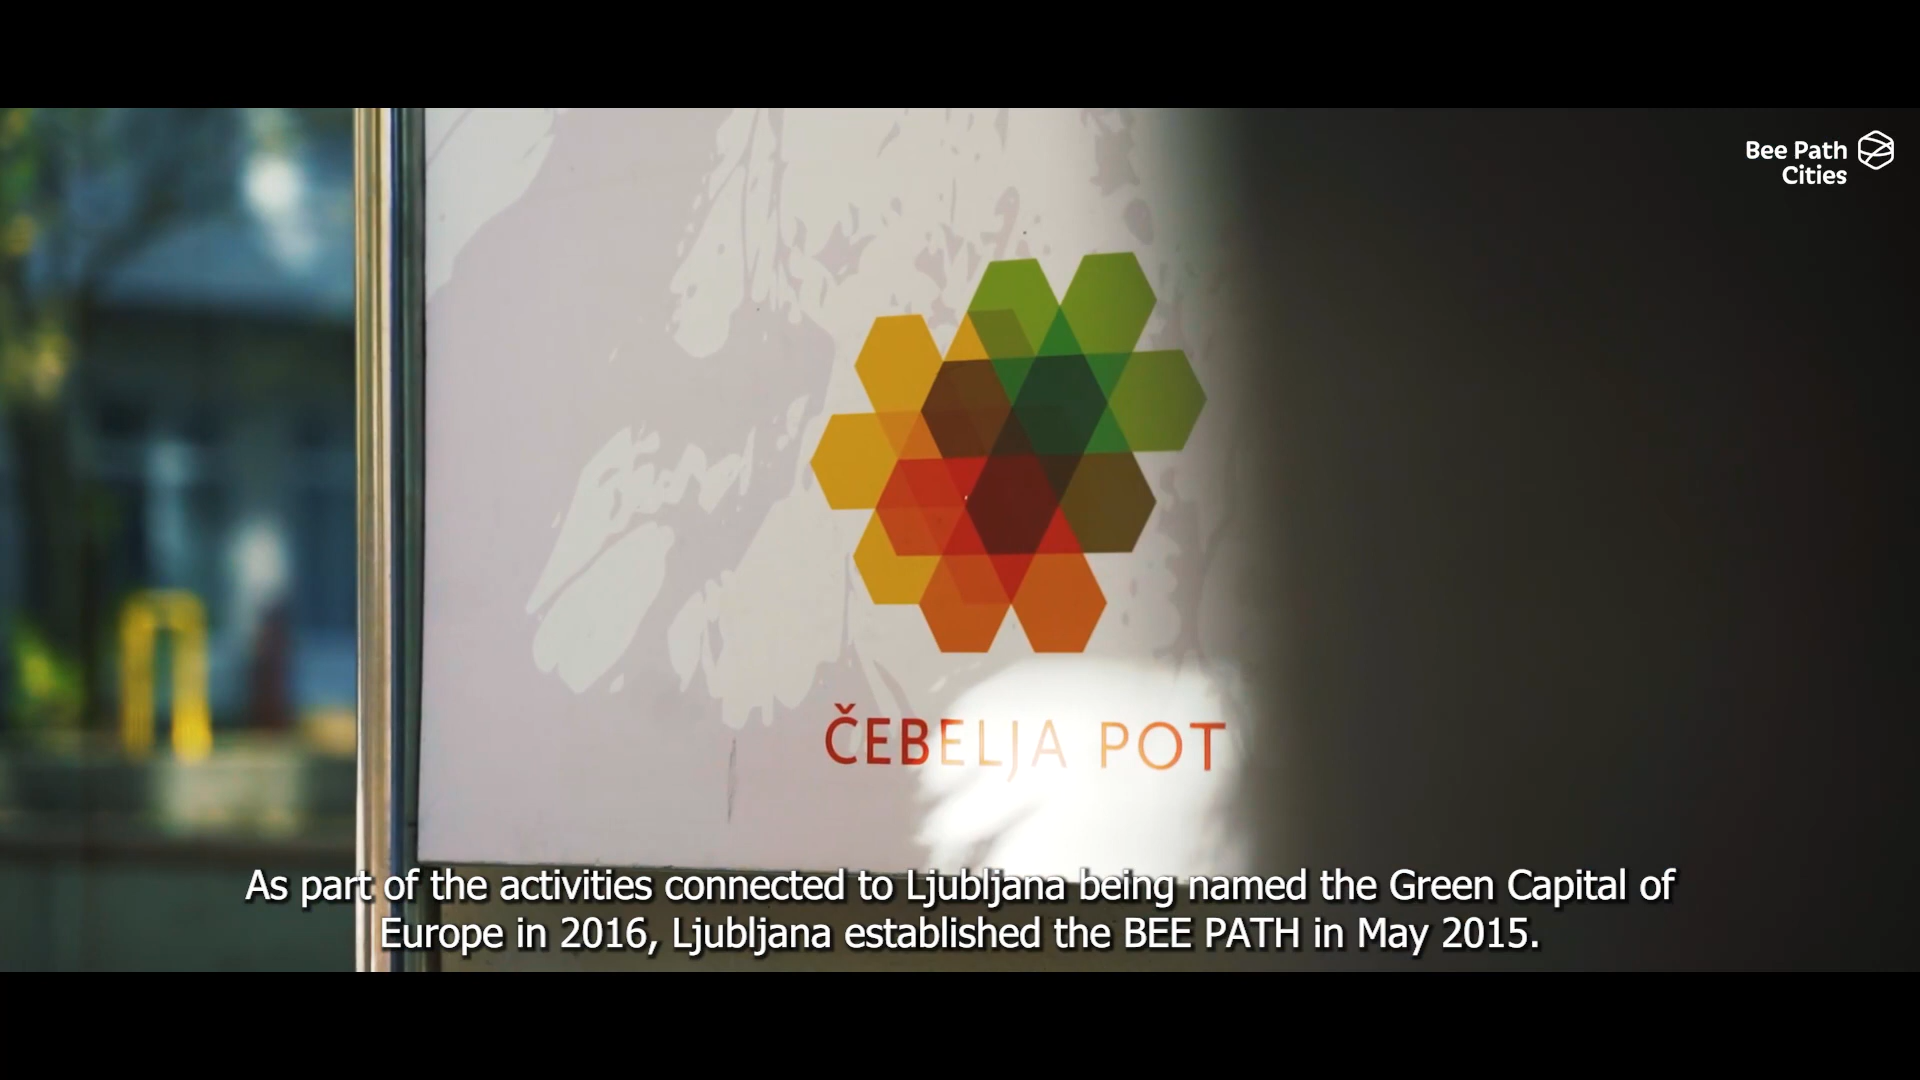 Bee Path
Cities
ČEBELJA POT
As part of the activities connected to Ljubljana being named the Green Capital of
Europe in 2016, Ljubljana established the BEE PATH in May 2015.